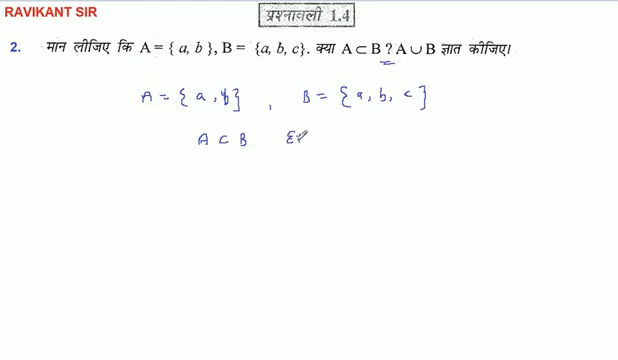 RAVIKANT SIR
प्रश्नावली 1.4
2. मान लीजिए कि A = { a, b }, B = {a, b, c}. क्या A ⊂ B ? A ∪ B ज्ञात कीजिए।
A = { a, b } , B = { a, b, c }
A ⊂ B